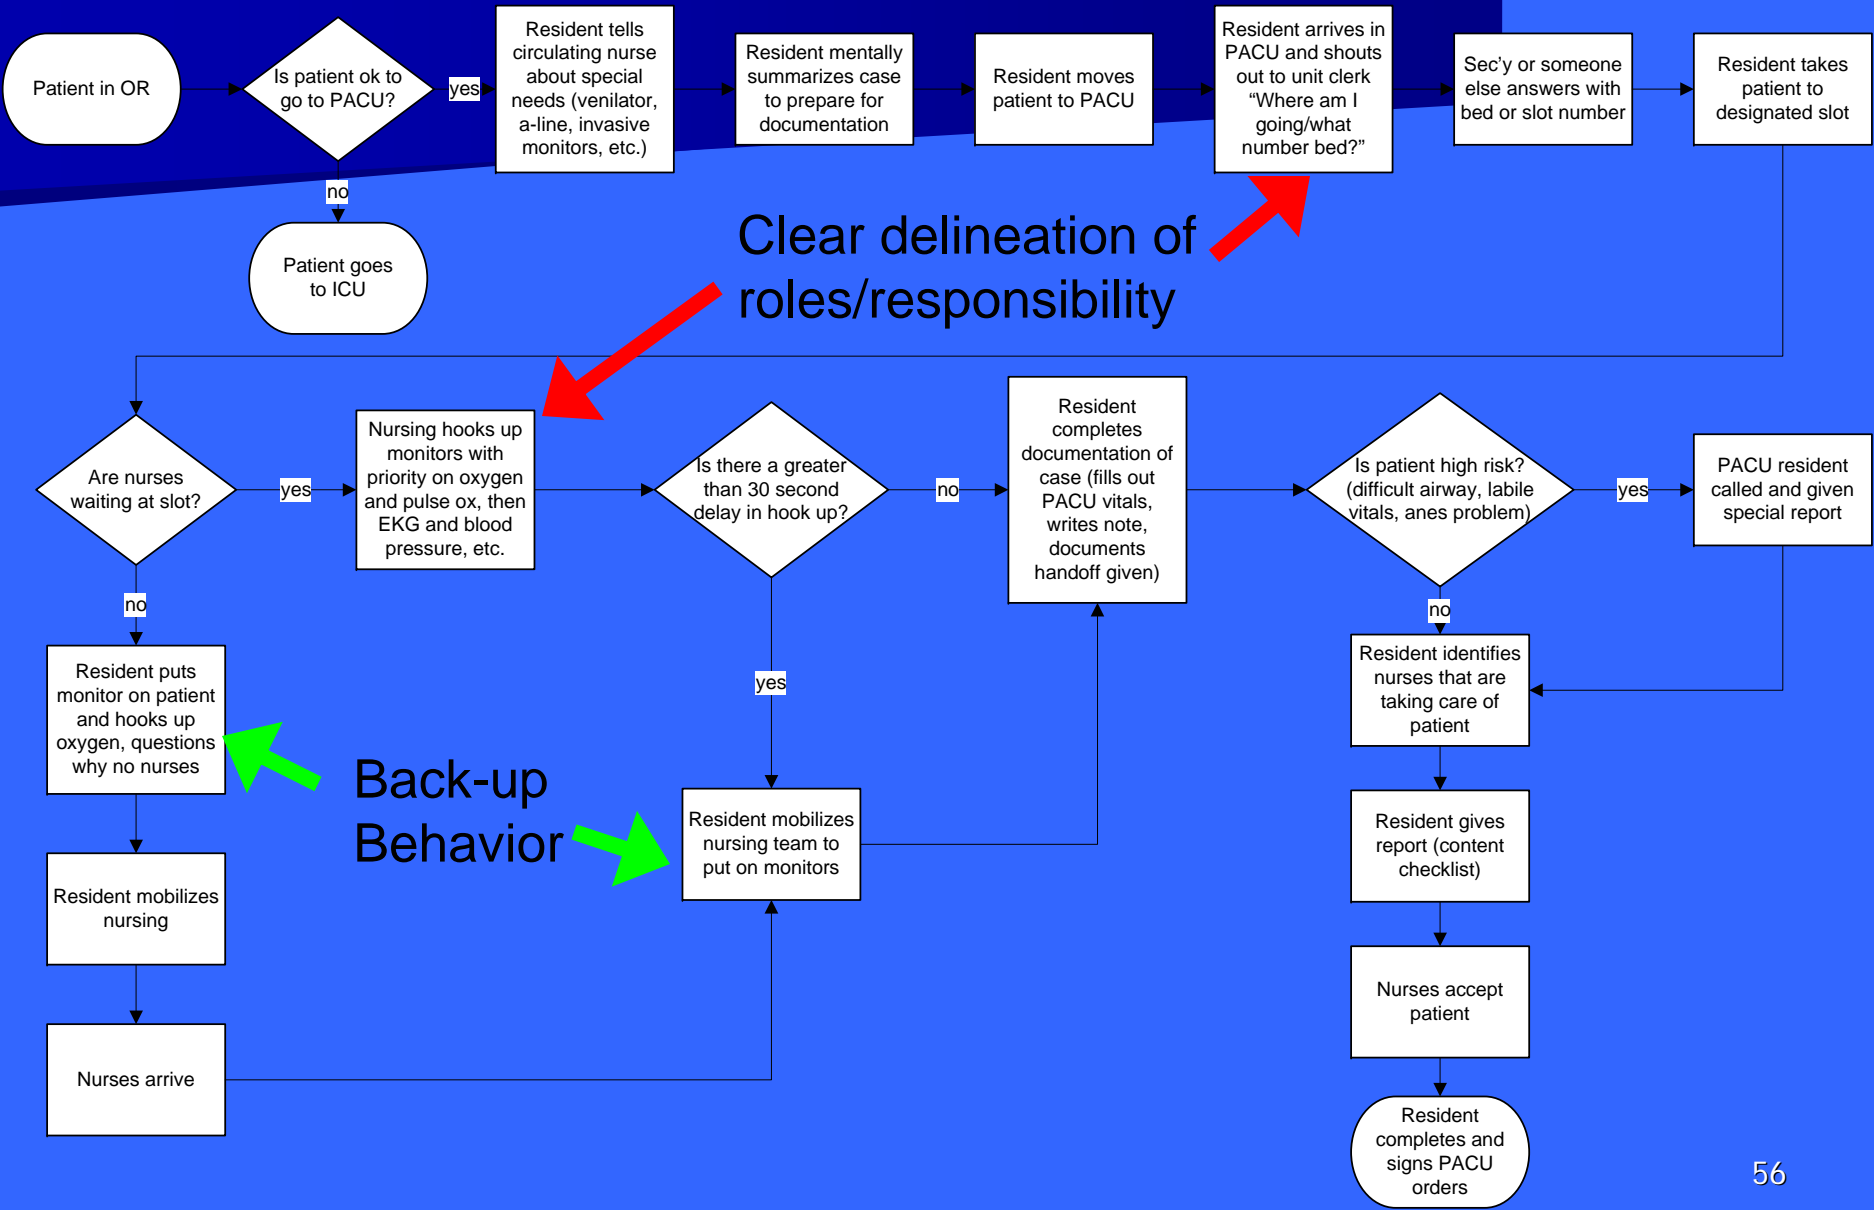 Patient in OR
Is patient ok to
go to PACU?
yes
Resident tells
circulating nurse
about special
needs (venilator,
a-line, invasive
monitors, etc.)
Resident mentally
summarizes case
to prepare for
documentation
Resident moves
patient to PACU
Resident arrives in
PACU and shouts
out to unit clerk
“Where am I
going/what
number bed?”
Sec’y or someone
else answers with
bed or slot number
Resident takes
patient to
designated slot
no
Patient goes
to ICU
Clear delineation of
roles/responsibility
Are nurses
waiting at slot?
yes
Nursing hooks up
monitors with
priority on oxygen
and pulse ox, then
EKG and blood
pressure, etc.
Is there a greater
than 30 second
delay in hook up?
no
Resident
completes
documentation of
case (fills out
PACU vitals,
writes note,
documents
handoff given)
Is patient high risk?
(difficult airway, labile
vitals, anes problem)
yes
PACU resident
called and given
special report
no
Resident puts
monitor on patient
and hooks up
oxygen, questions
why no nurses
yes
no
Resident identifies
nurses that are
taking care of
patient
Back-up
Behavior
Resident mobilizes
nursing team to
put on monitors
Resident gives
report (content
checklist)
Resident mobilizes
nursing
Nurses accept
patient
Nurses arrive
Resident
completes and
signs PACU
orders
56